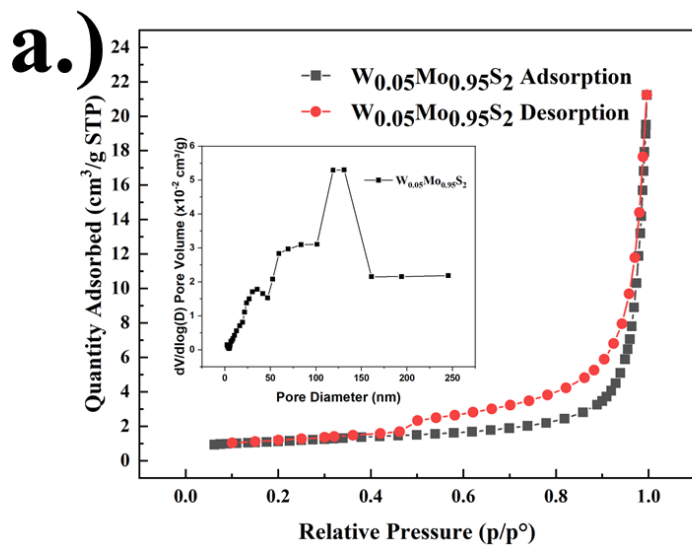 a.)
W0.05Mo0.95S2 Adsorption
W0.05Mo0.95S2 Desorption
Quantity Adsorbed (cm³/g STP)
24
22
20
18
16
14
12
10
8
6
4
2
0
0.0 0.2 0.4 0.6 0.8 1.0
Relative Pressure (p/p°)
W0.05Mo0.95S2
dV/dlog(D) Pore Volume (x10-2 cm³/g)
6
5
4
3
2
1
0
0 50 100 150 200 250
Pore Diameter (nm)